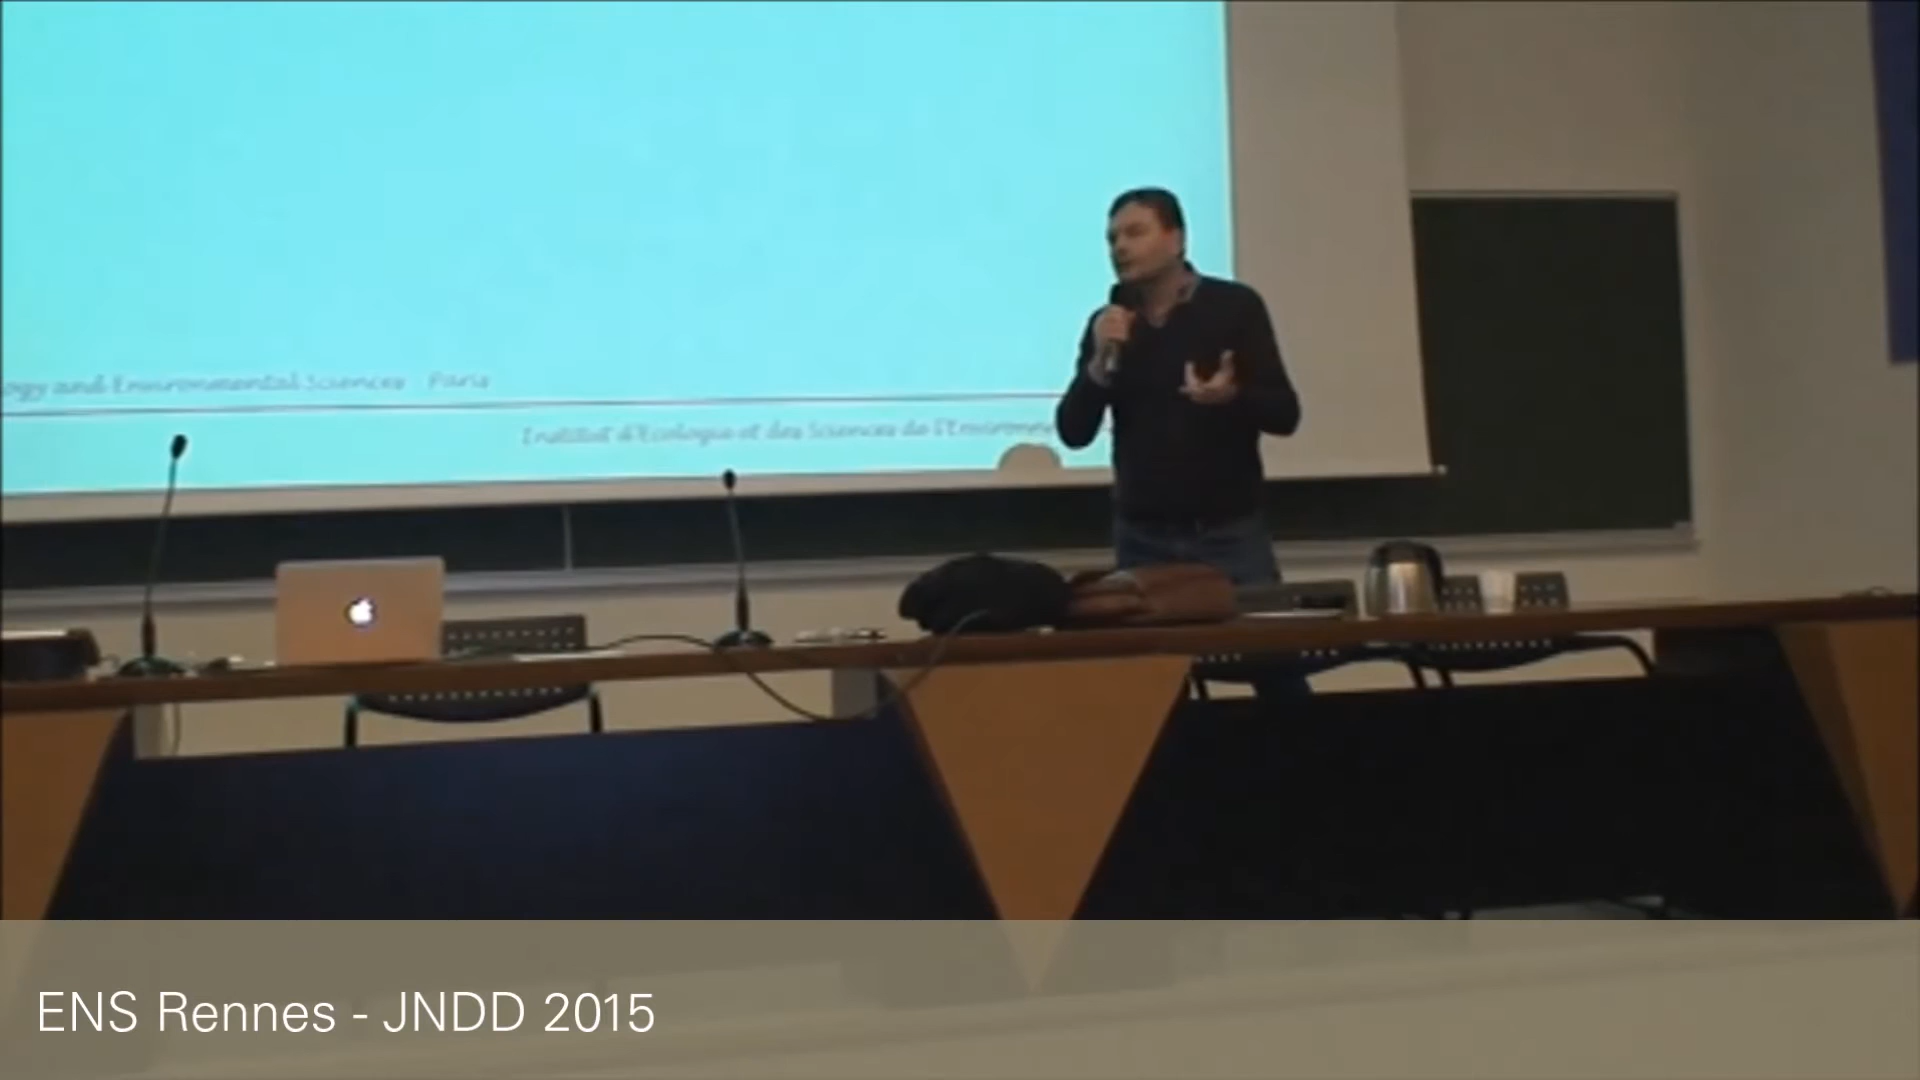 ogy and Environmental Sciences - Paris
Institut d'Ecologie et des Sciences de l'Environne
ENS Rennes - JNDD 2015